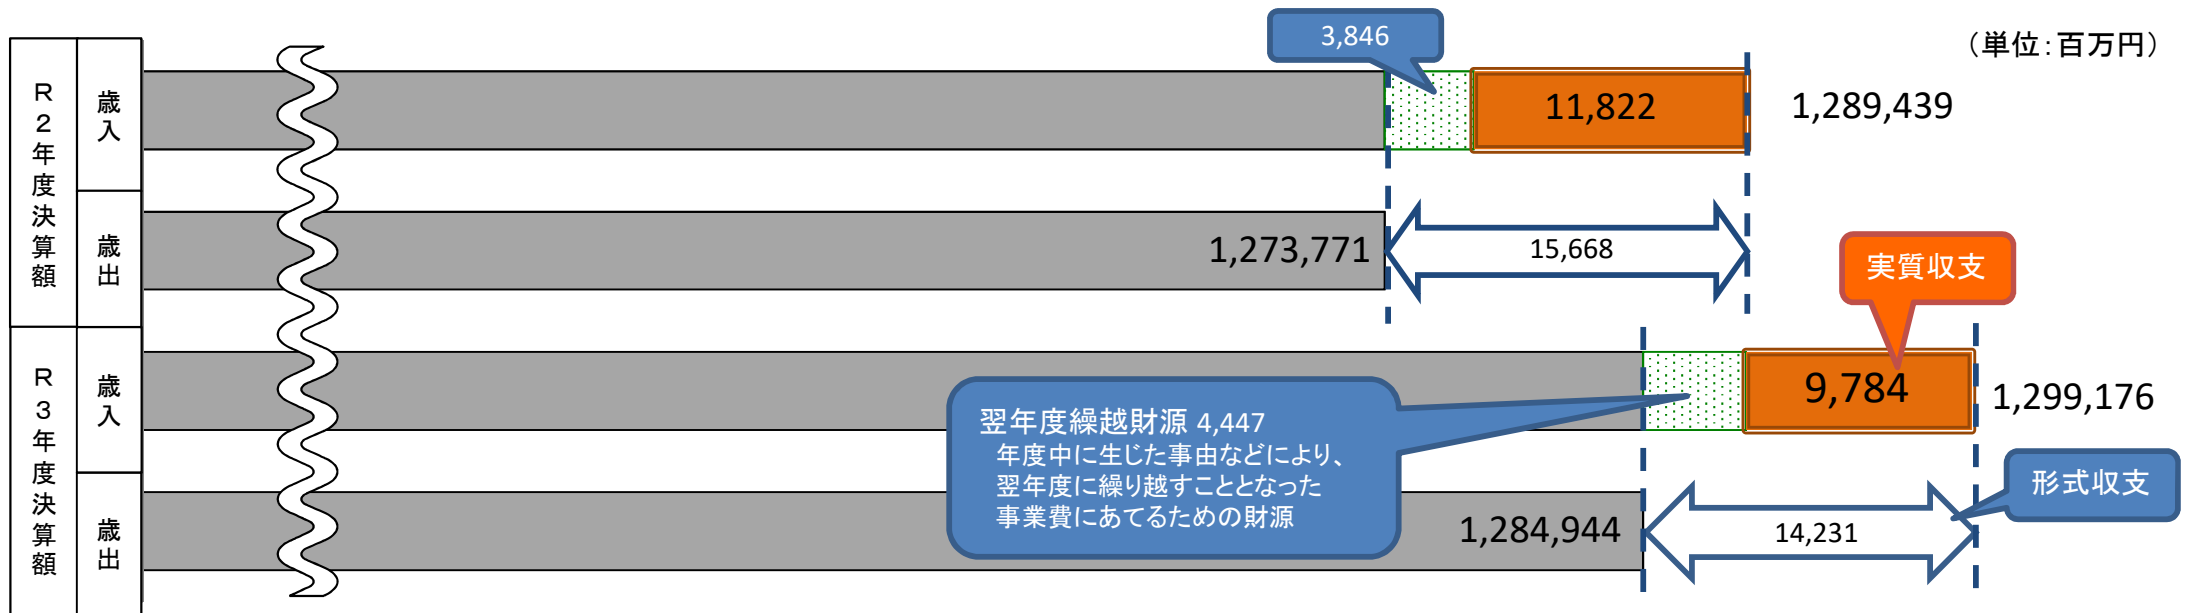 (単位:百万円)
R2年度決算額
歳入
3,846
11,822
1,289,439
歳出
1,273,771
15,668
実質収支
R3年度決算額
歳入
9,784
1,299,176
翌年度繰越財源 4,447
年度中に生じた事由などにより、
翌年度に繰り越すこととなった
事業費にあてるための財源
形式収支
歳出
1,284,944
14,231